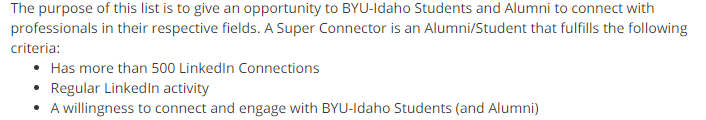 The purpose of this list is to give an opportunity to BYU-Idaho Students and Alumni to connect with
professionals in their respective fields. A Super Connector is an Alumni/Student that fulfills the following
criteria:
• Has more than 500 LinkedIn Connections
• Regular LinkedIn activity
• A willingness to connect and engage with BYU-Idaho Students (and Alumni)